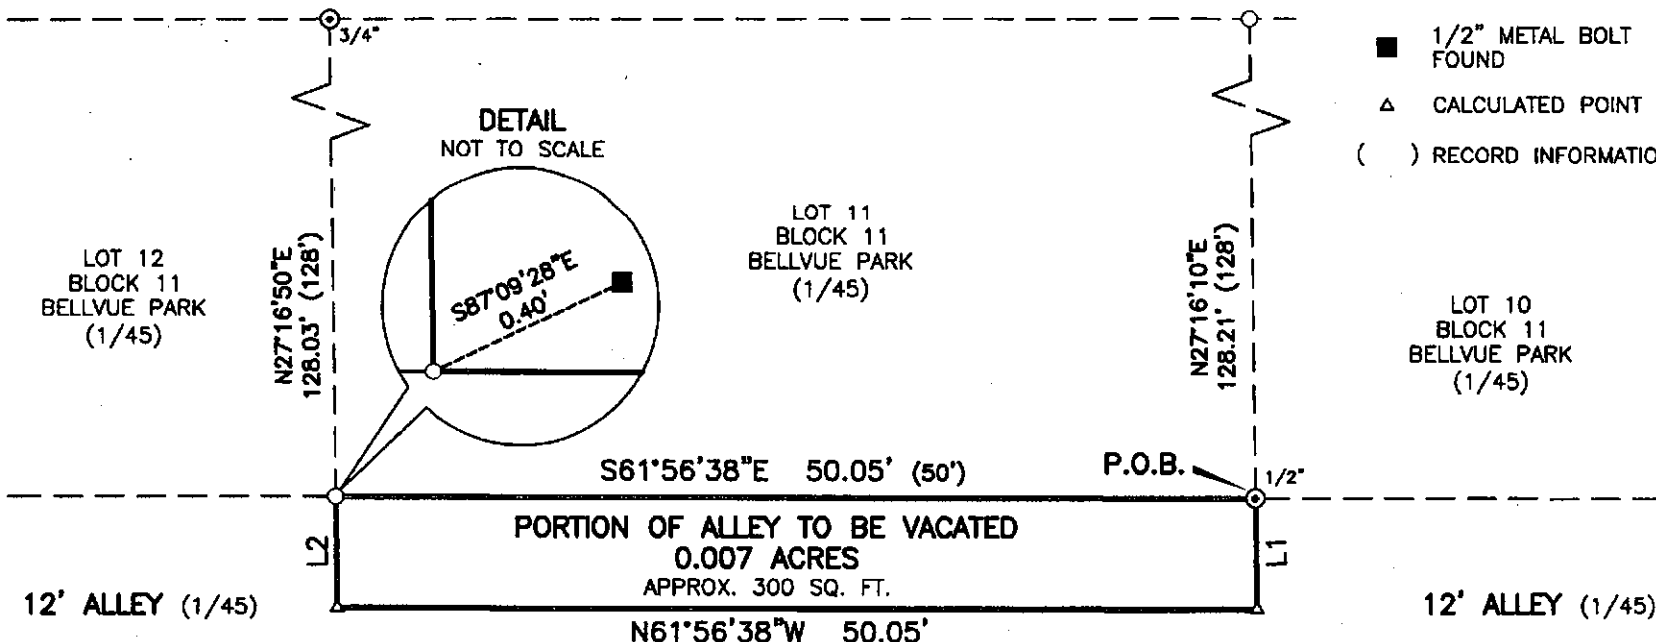 3/4"
1/2" METAL BOLT
FOUND
CALCULATED POINT
( ) RECORD INFORMATIO
DETAIL
NOT TO SCALE
S87°09'28"E
0.40'
LOT 12
BLOCK 11
BELLVUE PARK
(1/45)
N27°16'50"E
128.03' (128')
LOT 11
BLOCK 11
BELLVUE PARK
(1/45)
N27°16'10"E
128.21' (128')
LOT 10
BLOCK 11
BELLVUE PARK
(1/45)
S61°56'38"E 50.05' (50')
P.O.B.
1/2"
L2
PORTION OF ALLEY TO BE VACATED
0.007 ACRES
APPROX. 300 SQ. FT.
L1
12' ALLEY (1/45)
12' ALLEY (1/45)
N61°56'38"W 50.05'